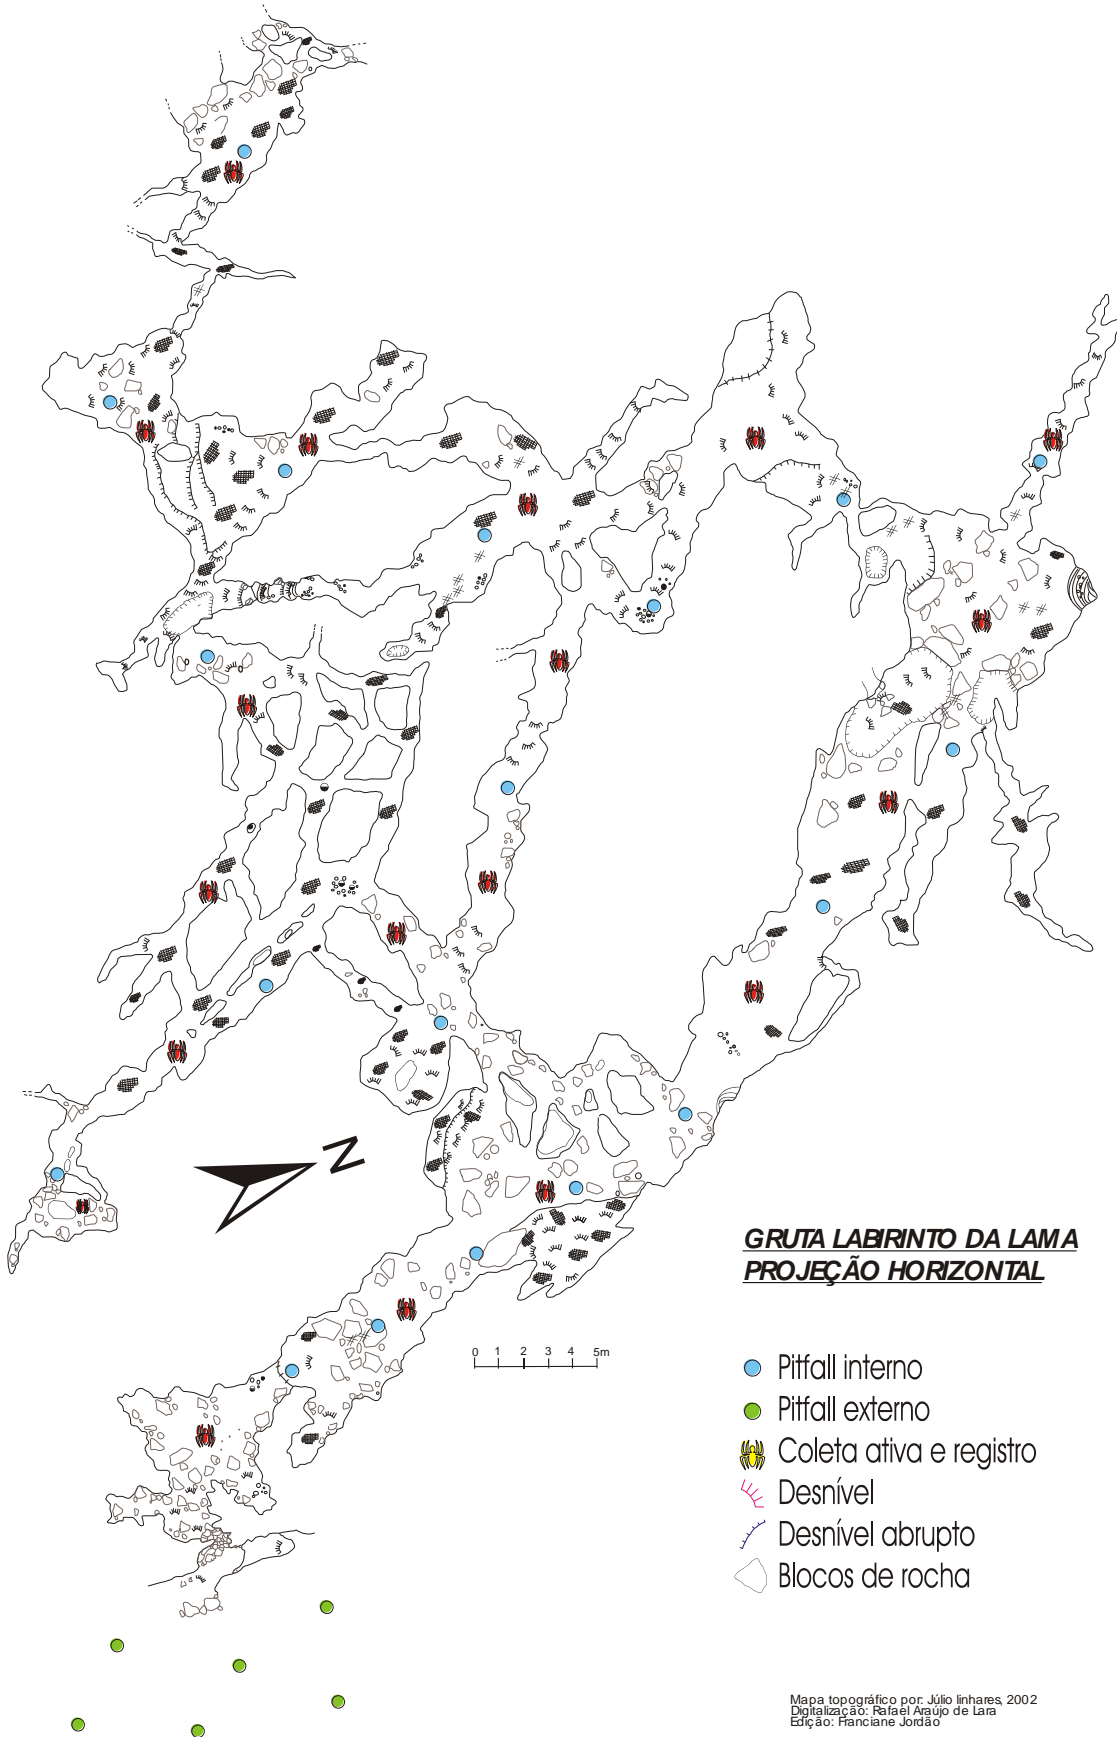 N
GRUTA LABIRINTO DA LAMA
PROJEÇÃO HORIZONTAL
0 1 2 3 4 5m
Pitfall interno
Pitfall externo
Coleta ativa e registro
Desnível
Desnível abrupto
Blocos de rocha
Mapa topográfico por: Júlio linhares, 2002
Digitalização: Rafael Araújo de Lara
Edição: Franciane Jordão